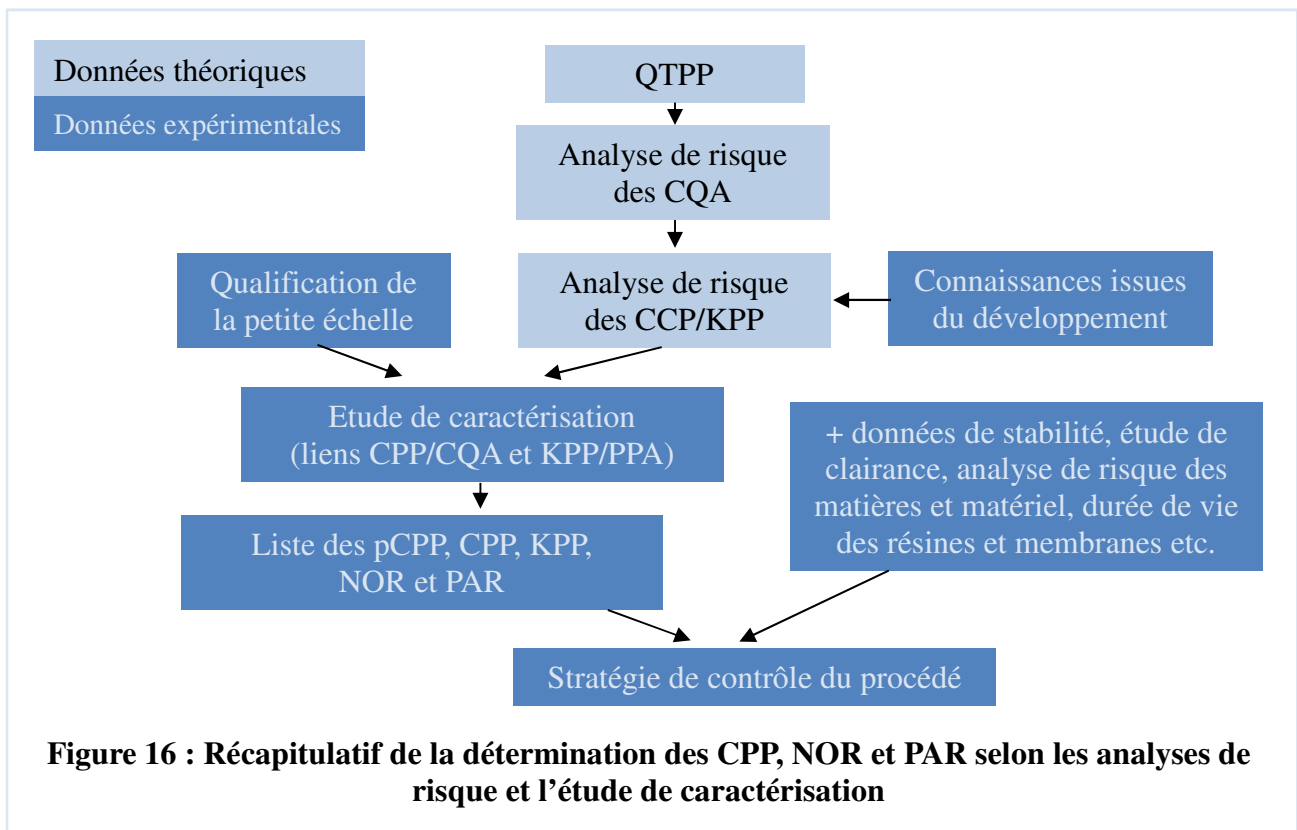 Données théoriques
Données expérimentales
QTPP
Analyse de risque
des CQA
Qualification de
la petite échelle
Analyse de risque
des CCP/KPP
Connaissances issues
du développement
Etude de caractérisation
(liens CPP/CQA et KPP/PPA)
+ données de stabilité, étude de
clairance, analyse de risque des
matières et matériel, durée de vie
des résines et membranes etc.
Liste des pCPP, CPP, KPP,
NOR et PAR
Stratégie de contrôle du procédé
Figure 16 : Récapitulatif de la détermination des CPP, NOR et PAR selon les analyses de
risque et l’étude de caractérisation